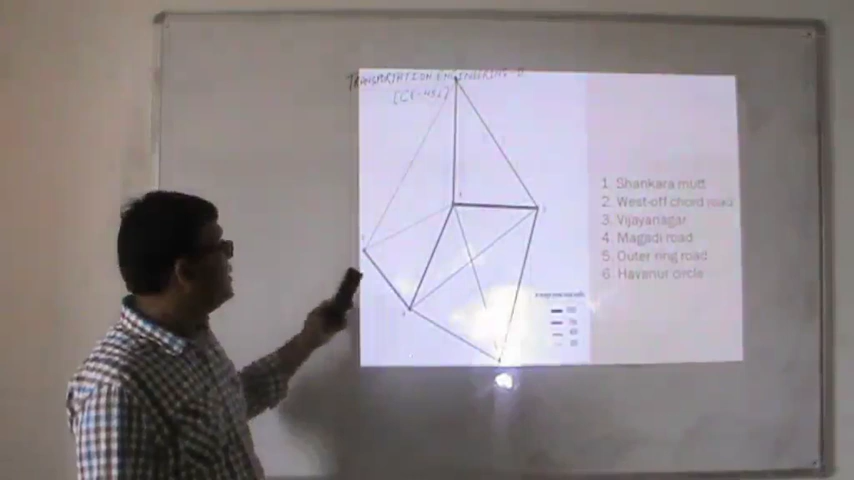 TRANSPORTATION ENGINEERING-II
1. Shankara mutt
2. West-off chord road
3. Vijayanagar
4. Magadi road
5. Outer ring road
6. Havanur circle